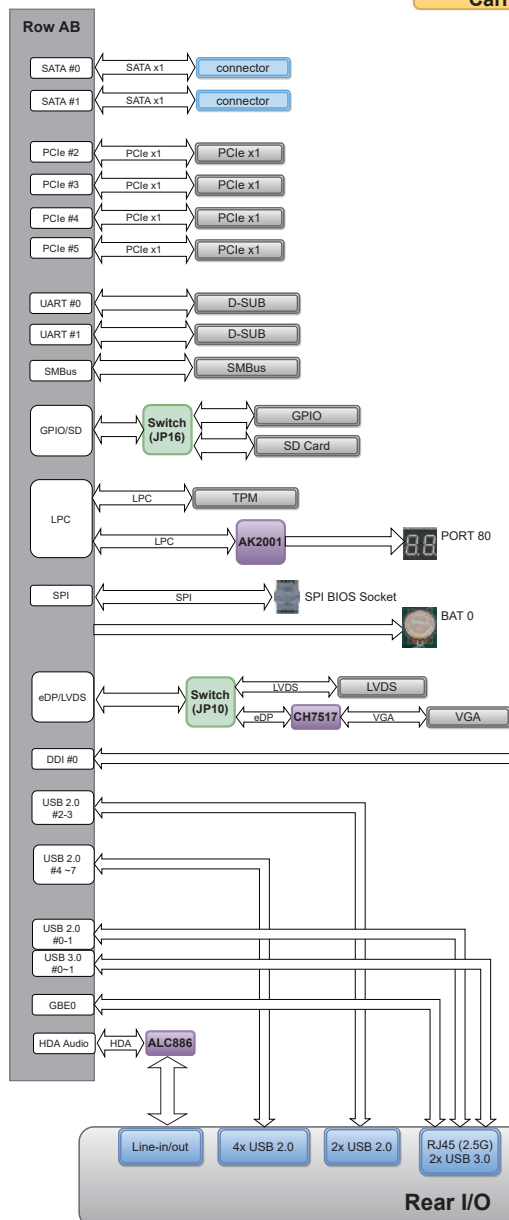 Row AB
SATA #0
SATA x1
connector
SATA #1
SATA x1
connector
PCIe #2
PCIe x1
PCIe x1
PCIe #3
PCIe x1
PCIe x1
PCIe #4
PCIe x1
PCIe x1
PCIe #5
PCIe x1
PCIe x1
UART #0
D-SUB
UART #1
D-SUB
SMBus
SMBus
GPIO/SD
Switch
(JP16)
GPIO
SD Card
LPC
LPC
TPM
LPC
AK2001
PORT 80
SPI
SPI
SPI BIOS Socket
BAT 0
eDP/LVDS
Switch
(JP10)
LVDS
LVDS
eDP
CH7517
VGA
VGA
DDI #0
USB 2.0
#2-3
USB 2.0
#4 ~7
USB 2.0
#0-1
USB 3.0
#0~1
GBE0
HDA Audio
HDA
ALC886
Line-in/out
4x USB 2.0
2x USB 2.0
RJ45 (2.5G)
2x USB 3.0
Rear I/O